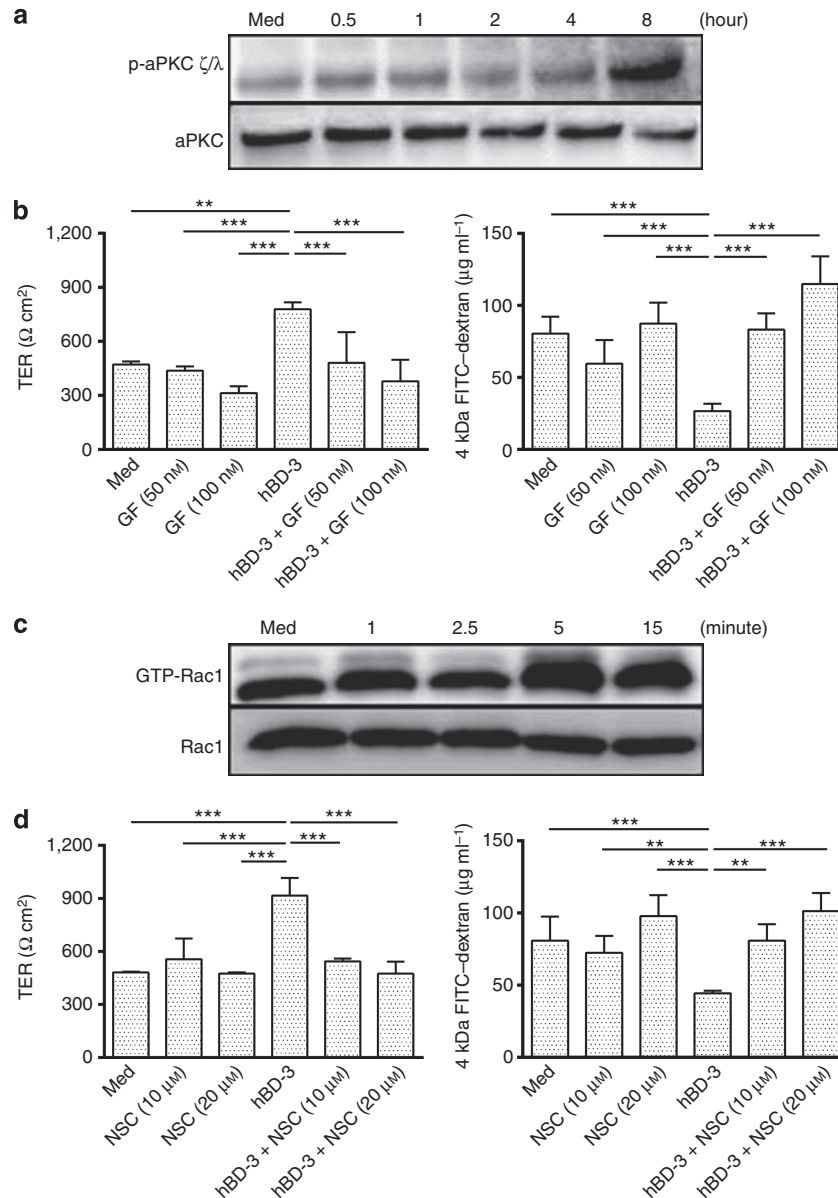 a
Med 0.5 1 2 4 8 (hour)
p-aPKC ζ/λ
aPKC
b
** *** *** *** ***
TER (Ω cm²)
1,200
900
600
300
0
Med
GF (50 nM)
GF (100 nM)
hBD-3
hBD-3 + GF (50 nM)
hBD-3 + GF (100 nM)
*** *** *** *** ***
4 kDa FITC–dextran (µg ml⁻¹)
150
100
50
0
Med
GF (50 nM)
GF (100 nM)
hBD-3
hBD-3 + GF (50 nM)
hBD-3 + GF (100 nM)
c
Med 1 2.5 5 15 (minute)
GTP-Rac1
Rac1
d
*** *** *** *** ***
TER (Ω cm²)
1,200
900
600
300
0
Med
NSC (10 µM)
NSC (20 µM)
hBD-3
hBD-3 + NSC (10 µM)
hBD-3 + NSC (20 µM)
*** *** ** *** **
4 kDa FITC–dextran (µg ml⁻¹)
150
100
50
0
Med
NSC (10 µM)
NSC (20 µM)
hBD-3
hBD-3 + NSC (10 µM)
hBD-3 + NSC (20 µM)